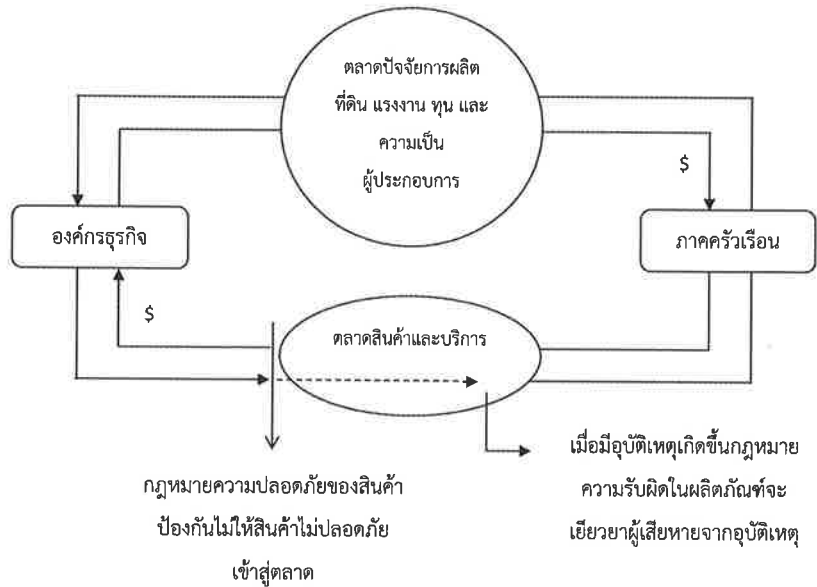 ตลาดปัจจัยการผลิต
ที่ดิน แรงงาน ทุน และ
ความเป็น
ผู้ประกอบการ
$
องค์กรธุรกิจ
ภาคครัวเรือน
$
ตลาดสินค้าและบริการ
เมื่อมีอุบัติเหตุเกิดขึ้นกฎหมาย
ความรับผิดในผลิตภัณฑ์จะ
เยียวยาผู้เสียหายจากอุบัติเหตุ
กฎหมายความปลอดภัยของสินค้า
ป้องกันไม่ให้สินค้าไม่ปลอดภัย
เข้าสู่ตลาด